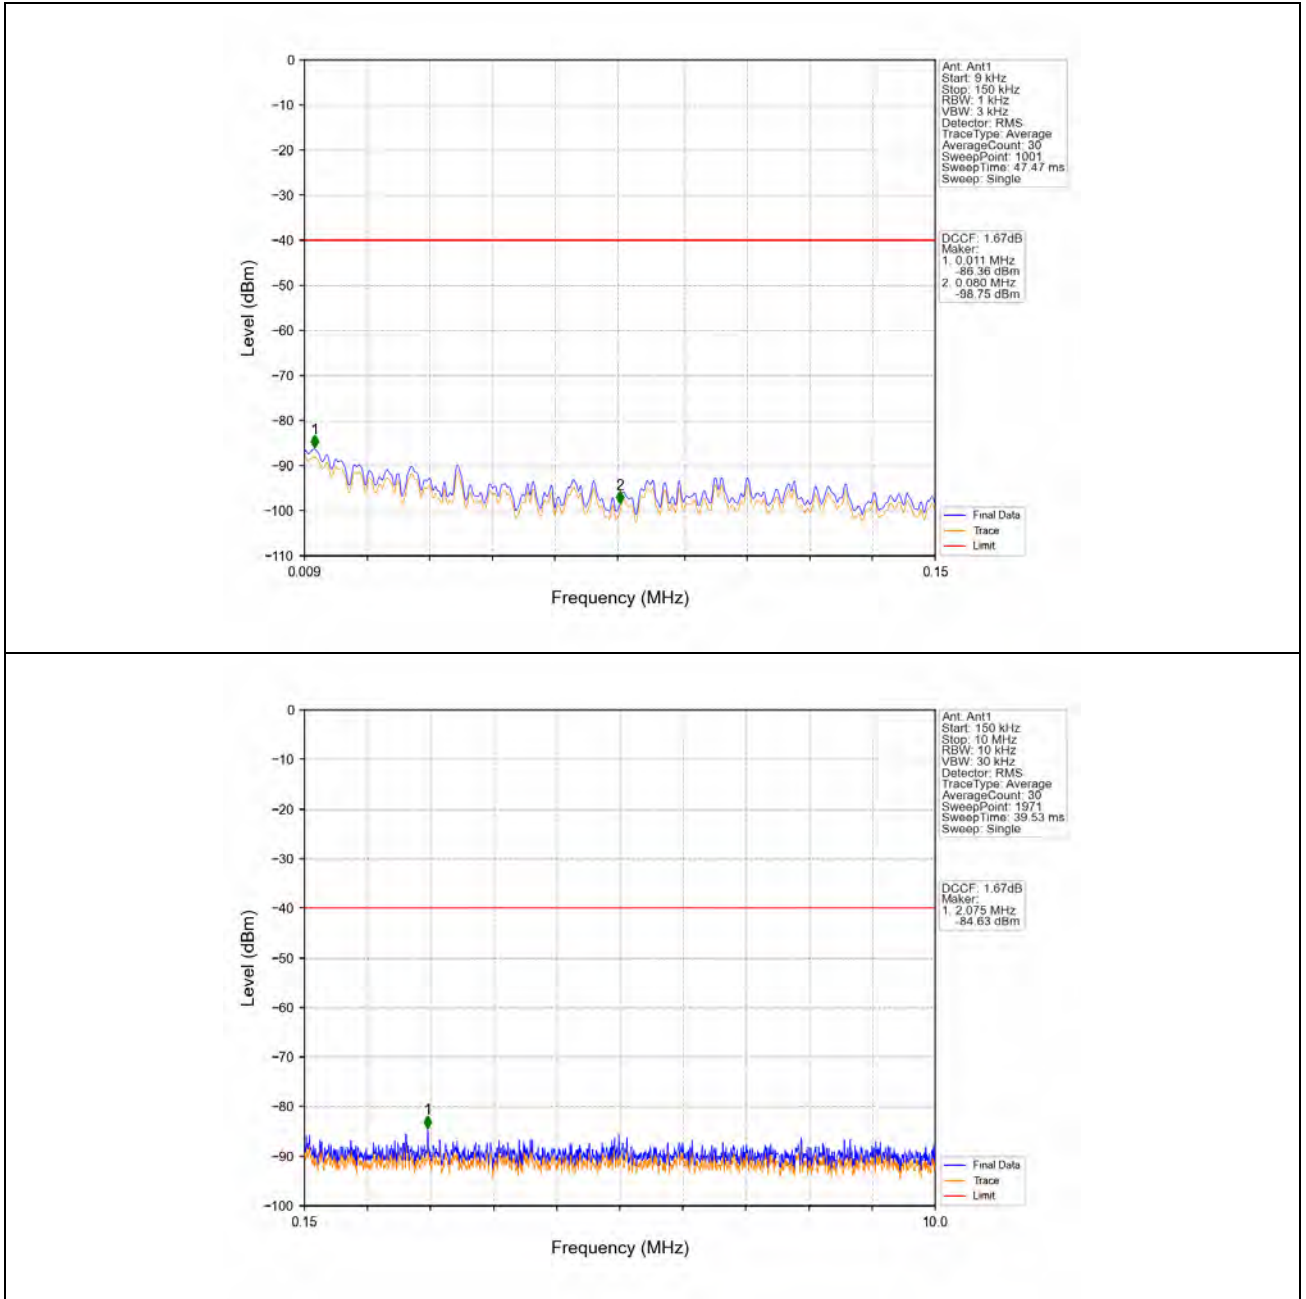 0
-10
-20
-30
-40
-50
-60
-70
-80
-90
-100
-110
Level (dBm)
1
2
0.009
0.15
Frequency (MHz)
Ant: Ant1
Start: 9 kHz
Stop: 150 kHz
RBW: 1 kHz
VBW: 3 kHz
Detector: RMS
TraceType: Average
AverageCount: 30
SweepPoint: 1001
SweepTime: 47.47 ms
Sweep: Single
DCCF: 1.67dB
Maker:
1. 0.011 MHz
-86.36 dBm
2. 0.080 MHz
-98.75 dBm
Final Data
Trace
Limit
0
-10
-20
-30
-40
-50
-60
-70
-80
-90
-100
Level (dBm)
1
0.15
10.0
Frequency (MHz)
Ant: Ant1
Start: 150 kHz
Stop: 10 MHz
RBW: 10 kHz
VBW: 30 kHz
Detector: RMS
TraceType: Average
AverageCount: 30
SweepPoint: 1971
SweepTime: 39.53 ms
Sweep: Single
DCCF: 1.67dB
Maker:
1. 2.075 MHz
-84.63 dBm
Final Data
Trace
Limit